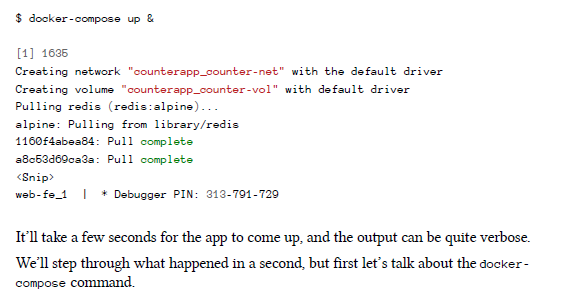 $ docker-compose up &
[1] 1635
Creating network "counterapp_counter-net" with the default driver
Creating volume "counterapp_counter-vol" with default driver
Pulling redis (redis:alpine)...
alpine: Pulling from library/redis
1160f4abea84: Pull complete
a8c53d69ca3a: Pull complete
<Snip>
web-fe_1 | * Debugger PIN: 313-791-729
It’ll take a few seconds for the app to come up, and the output can be quite verbose.
We’ll step through what happened in a second, but first let’s talk about the docker-
compose command.